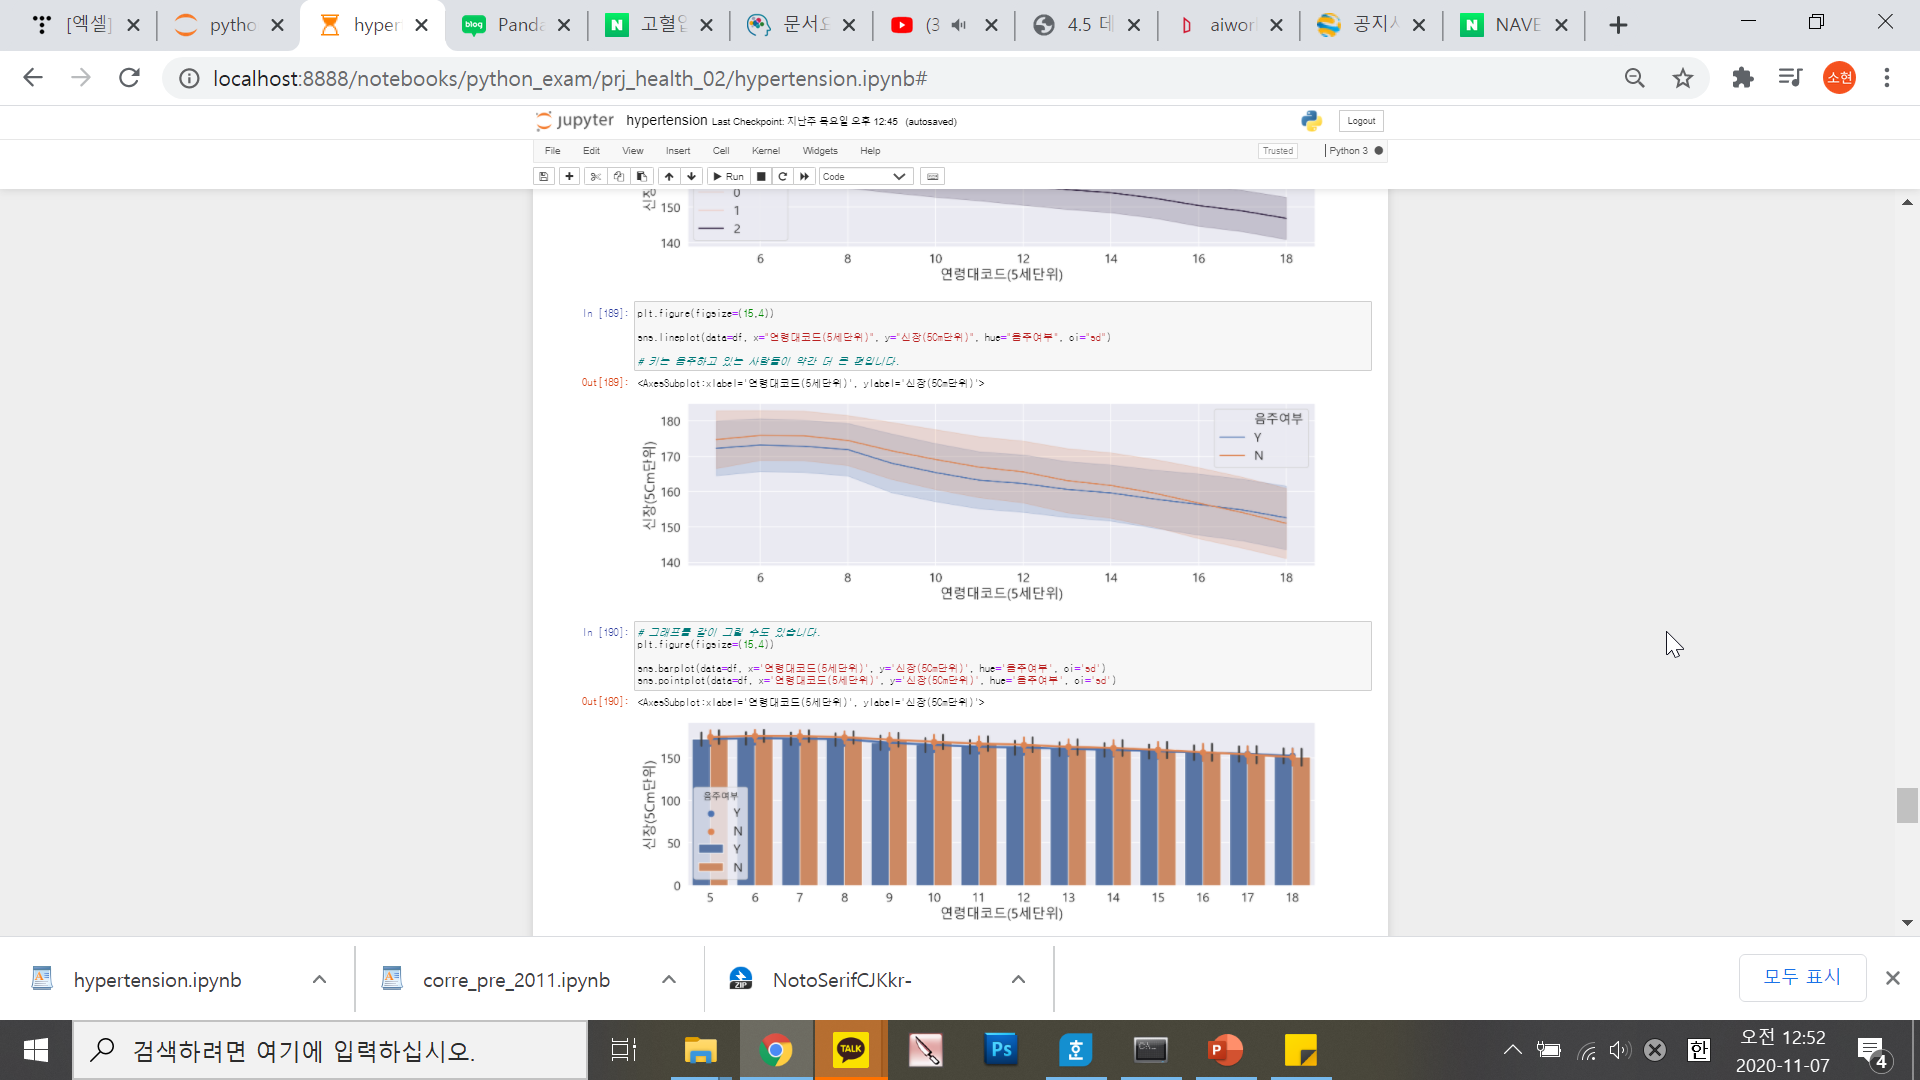 [엑셀]
pytho
hyper
Panda
고혈압
문서요
(3
4.5 데
aiwor
공지사
NAVE
localhost:8888/notebooks/python_exam/prj_health_02/hypertension.ipynb#
소현
jupyter hypertension Last Checkpoint: 지난주 목요일 오후 12:45 (autosaved)
Logout
File Edit View Insert Cell Kernel Widgets Help
Trusted
Python 3
Run
Code
0
150
1
2
140
6 8 10 12 14 16 18
연령대코드(5세단위)
In [189]:
plt.figure(figsize=(15,4))
sns.lineplot(data=df, x="연령대코드(5세단위)", y="신장(5Cm단위)", hue="음주여부", ci="sd")
# 키는 음주하고 있는 사람들이 약간 더 큰 편입니다.
Out[189]: <AxesSubplot:xlabel='연령대코드(5세단위)', ylabel='신장(5Cm단위)'>
180
170
160
150
140
신장(5Cm단위)
음주여부
Y
N
6 8 10 12 14 16 18
연령대코드(5세단위)
In [190]:
# 그래프를 같이 그릴 수도 있습니다.
plt.figure(figsize=(15,4))
sns.barplot(data=df, x='연령대코드(5세단위)', y='신장(5Cm단위)', hue='음주여부', ci='sd')
sns.pointplot(data=df, x='연령대코드(5세단위)', y='신장(5Cm단위)', hue='음주여부', ci='sd')
Out[190]: <AxesSubplot:xlabel='연령대코드(5세단위)', ylabel='신장(5Cm단위)'>
150
100
50
0
신장(5Cm단위)
음주여부
Y
N
Y
N
5 6 7 8 9 10 11 12 13 14 15 16 17 18
연령대코드(5세단위)
hypertension.ipynb
corre_pre_2011.ipynb
ZIP
NotoSerifCJKkr-
모두 표시
검색하려면 여기에 입력하십시오.
TALK
Ps
호
P
한
오전 12:52
2020-11-07
4